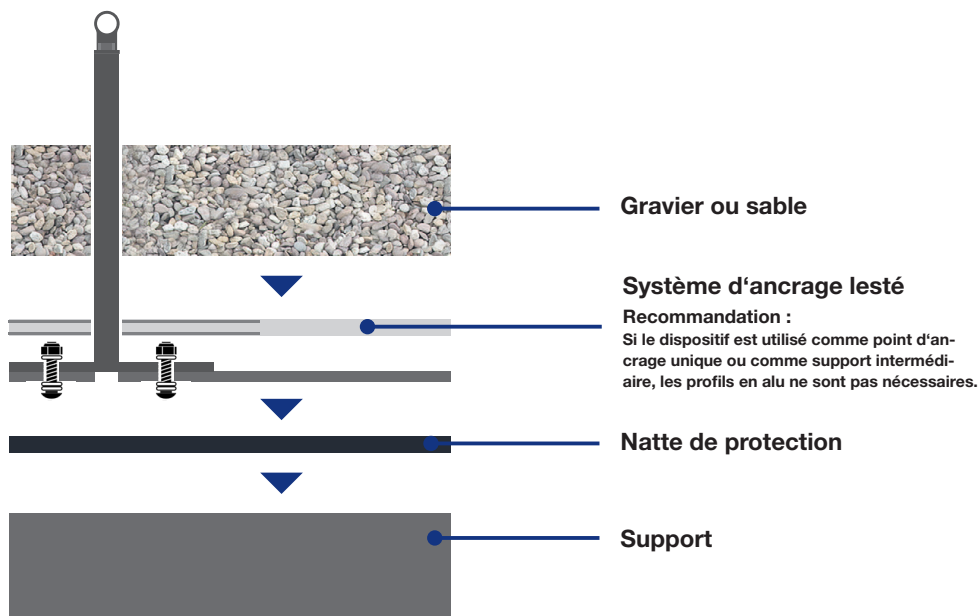 Gravier ou sable
Système d‘ancrage lesté
Recommandation :
Si le dispositif est utilisé comme point d‘an-
crage unique ou comme support intermédi-
aire, les profils en alu ne sont pas nécessaires.
Natte de protection
Support